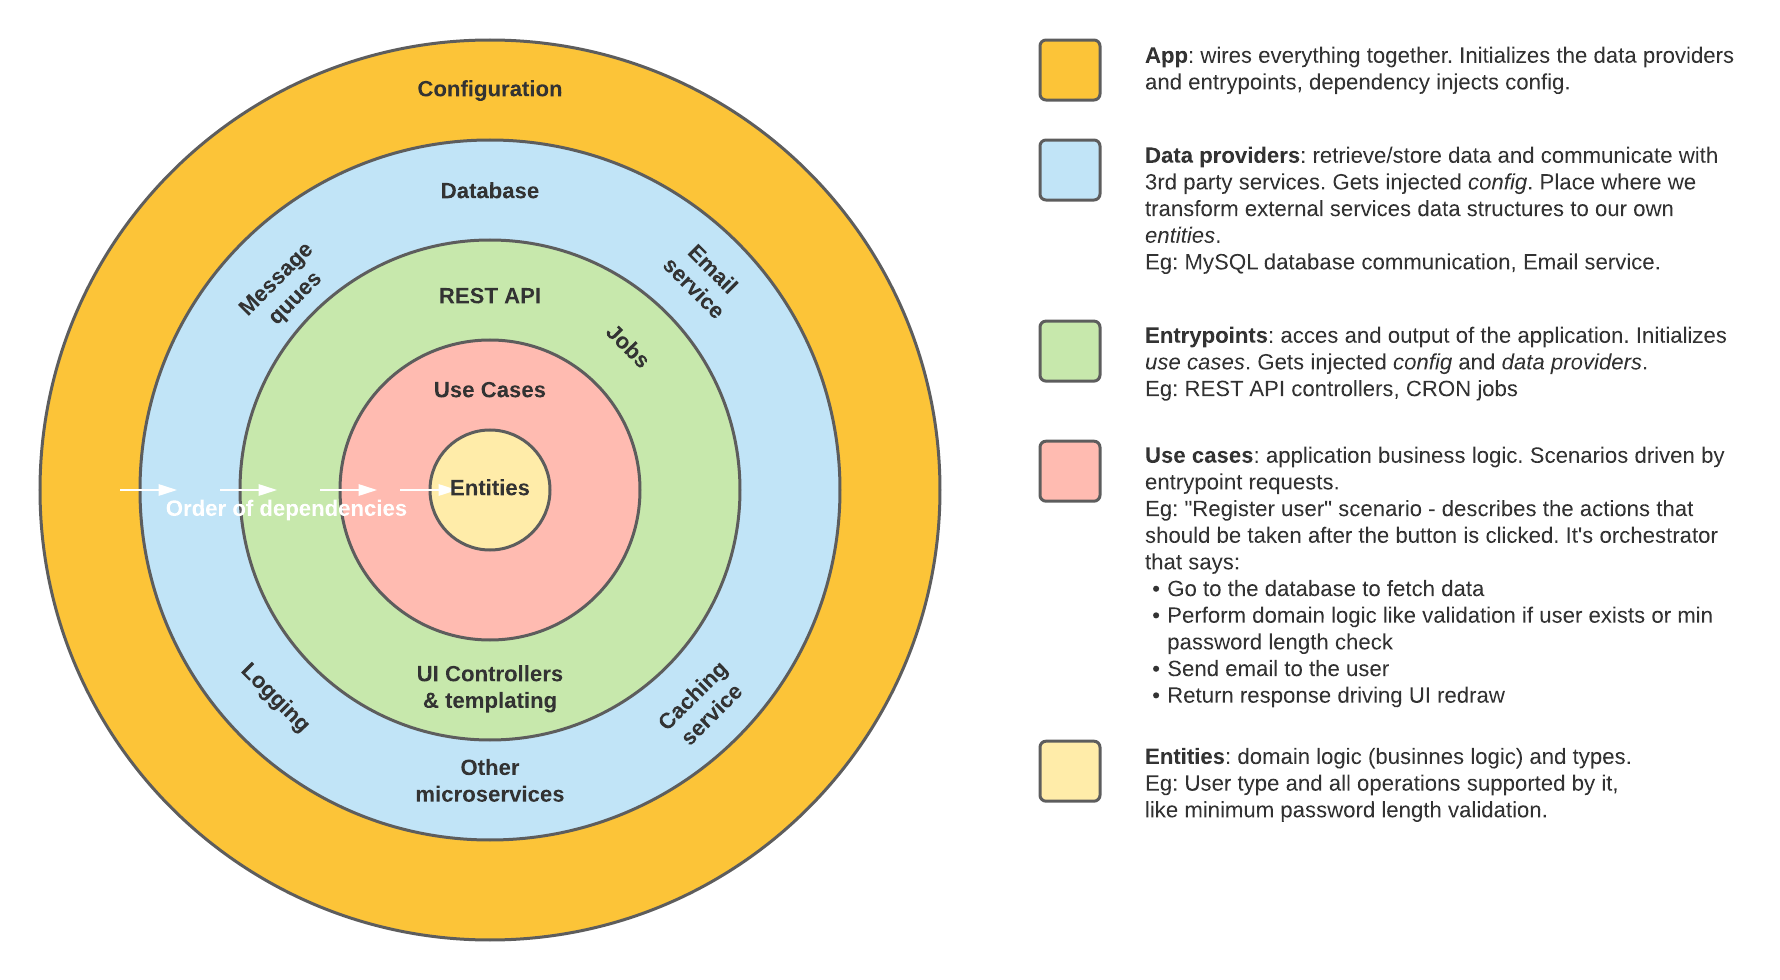 Configuration
Database
Message
quues
Email
service
REST API
Jobs
Use Cases
Entities
Order of dependencies
UI Controllers
& templating
Logging
Caching
service
Other
microservices
App: wires everything together. Initializes the data providers
and entrypoints, dependency injects config.
Data providers: retrieve/store data and communicate with
3rd party services. Gets injected config. Place where we
transform external services data structures to our own
entities.
Eg: MySQL database communication, Email service.
Entrypoints: acces and output of the application. Initializes
use cases. Gets injected config and data providers.
Eg: REST API controllers, CRON jobs
Use cases: application business logic. Scenarios driven by
entrypoint requests.
Eg: "Register user" scenario - describes the actions that
should be taken after the button is clicked. It's orchestrator
that says:
• Go to the database to fetch data
• Perform domain logic like validation if user exists or min
password length check
• Send email to the user
• Return response driving UI redraw
Entities: domain logic (businnes logic) and types.
Eg: User type and all operations supported by it,
like minimum password length validation.